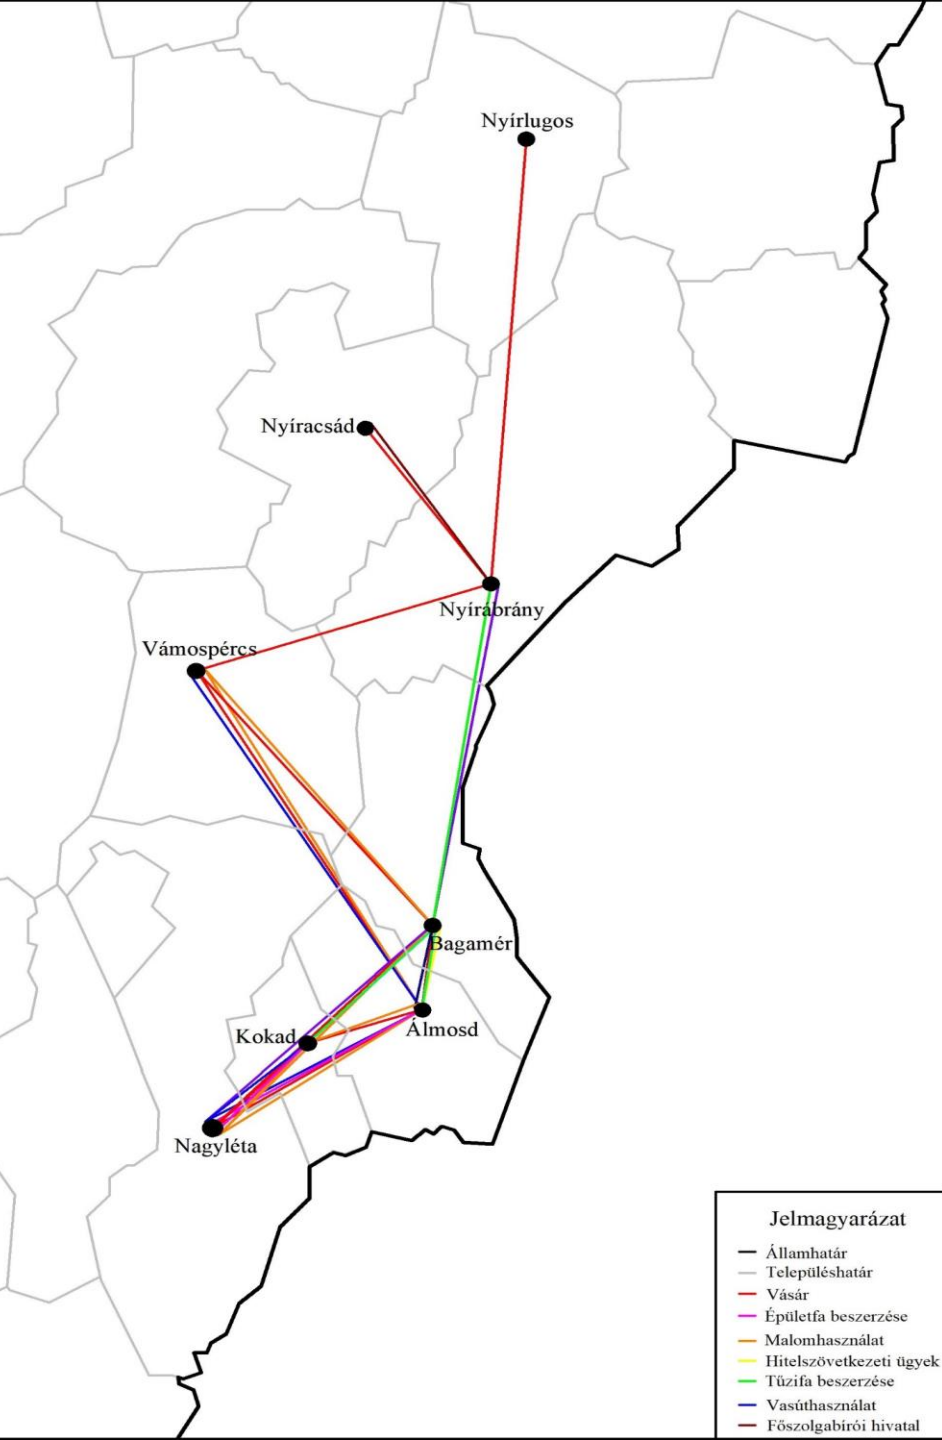 Nyírlugos
Nyíracsád
Nyírábrány
Vámospércs
Bagamér
Álmosd
Kokad
Nagyléta
Jelmagyarázat
Államhatár
Településhatár
Vásár
Épületfa beszerzése
Malomhasználat
Hitelszövetkezeti ügyek
Tűzifa beszerzése
Vasúthasználat
Főszolgabírói hivatal